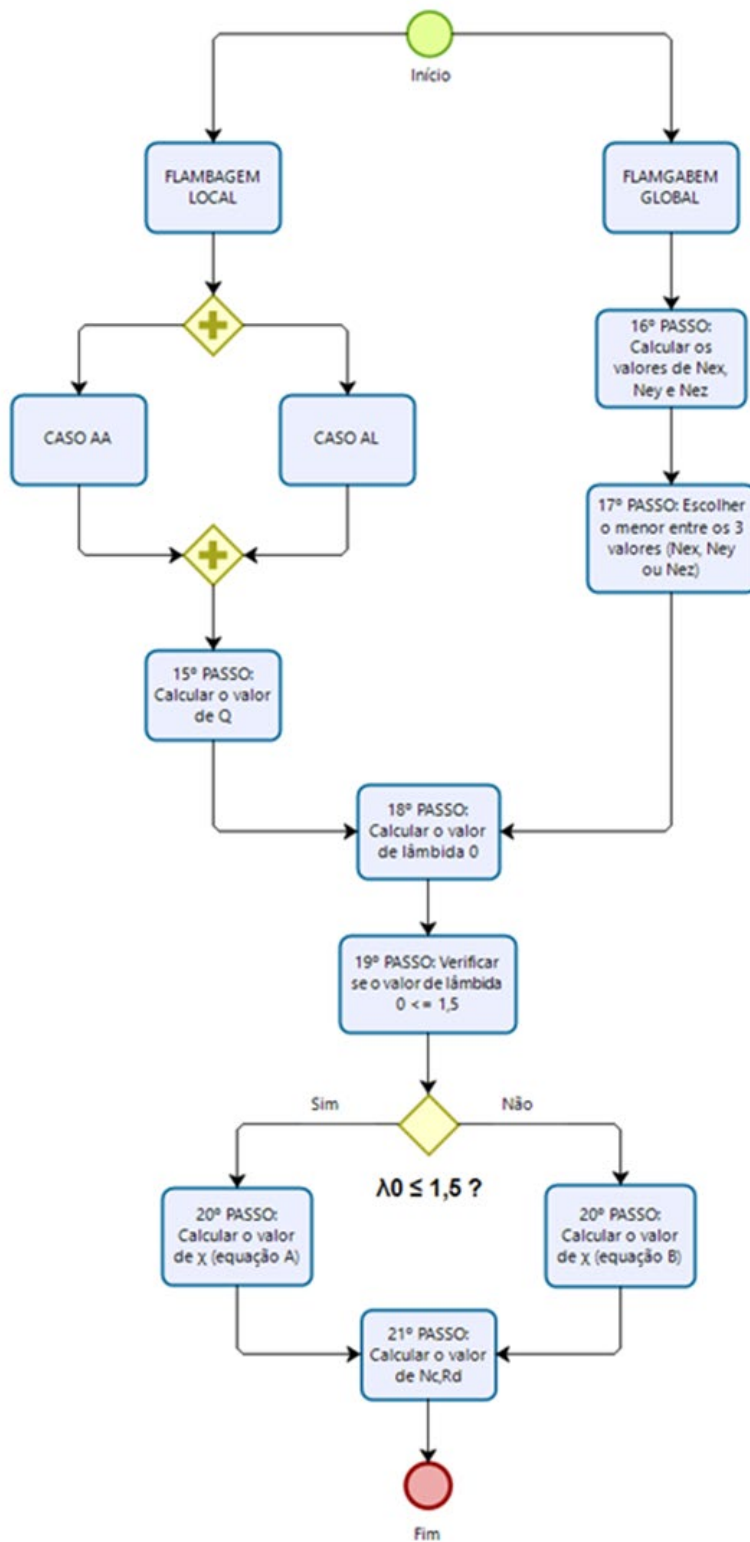 Início
FLAMBAGEM
LOCAL
FLAMGABEM
GLOBAL
16º PASSO:
Calcular os
valores de Nex,
Ney e Nez
CASO AA
CASO AL
17º PASSO: Escolher
o menor entre os 3
valores (Nex, Ney
ou Nez)
15º PASSO:
Calcular o valor
de Q
18º PASSO:
Calcular o valor
de lâmbida 0
19º PASSO: Verificar
se o valor de lâmbida
0 <= 1,5
Sim
Não
λ0 ≤ 1,5 ?
20º PASSO:
Calcular o valor
de χ (equação A)
20º PASSO:
Calcular o valor
de χ (equação B)
21º PASSO:
Calcular o valor
de Nc,Rd
Fim